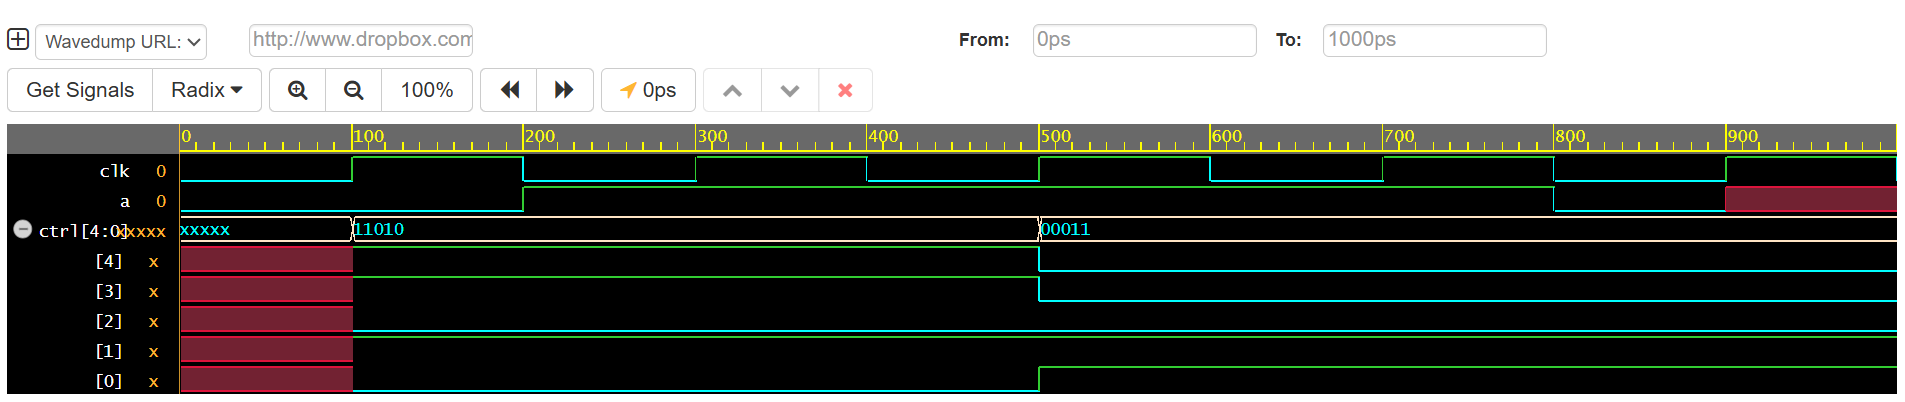 Wavedump URL: http://www.dropbox.com From: 0ps To: 1000ps
Get Signals Radix 100% 0ps
0 100 200 300 400 500 600 700 800 900
clk 0
a 0
ctrl[4:0] xxxxx xxxxx 11010 00011
[4] x
[3] x
[2] x
[1] x
[0] x